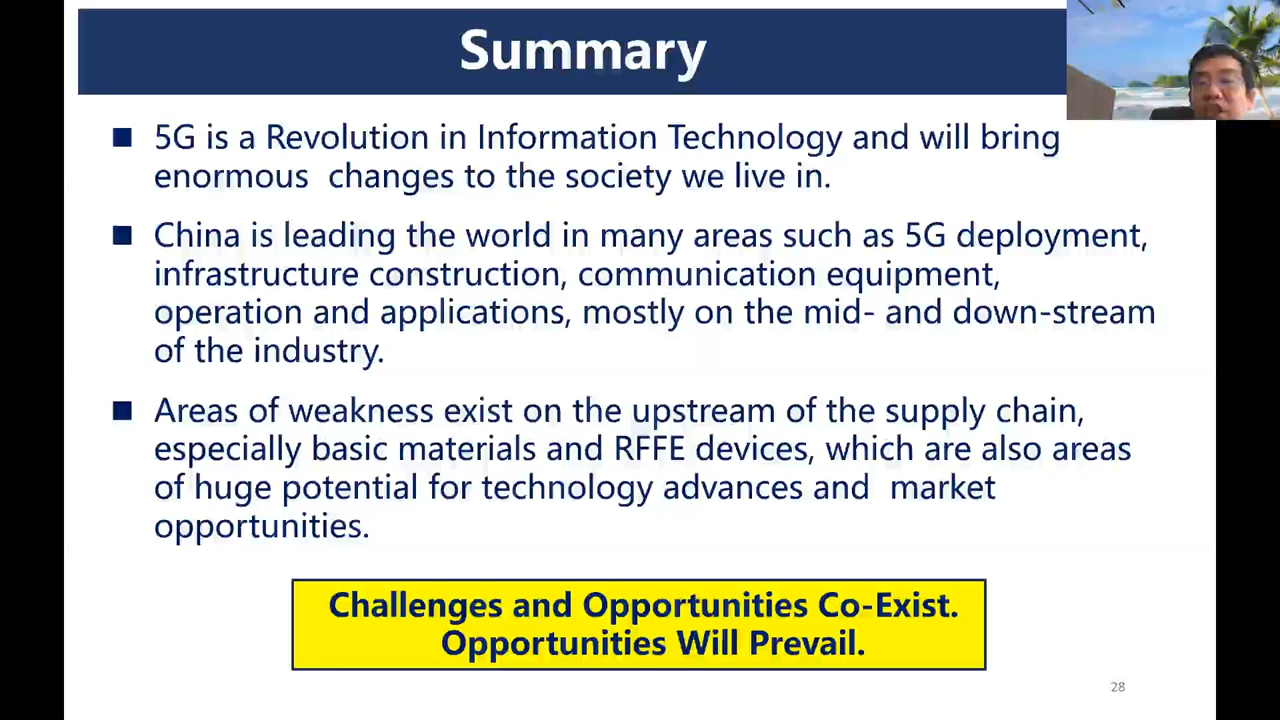 Summary
5G is a Revolution in Information Technology and will bring
enormous  changes to the society we live in.
China is leading the world in many areas such as 5G deployment,
infrastructure construction, communication equipment,
operation and applications, mostly on the mid- and down-stream
of the industry.
Areas of weakness exist on the upstream of the supply chain,
especially basic materials and RFFE devices, which are also areas
of huge potential for technology advances and  market
opportunities.
Challenges and Opportunities Co-Exist.
Opportunities Will Prevail.
28